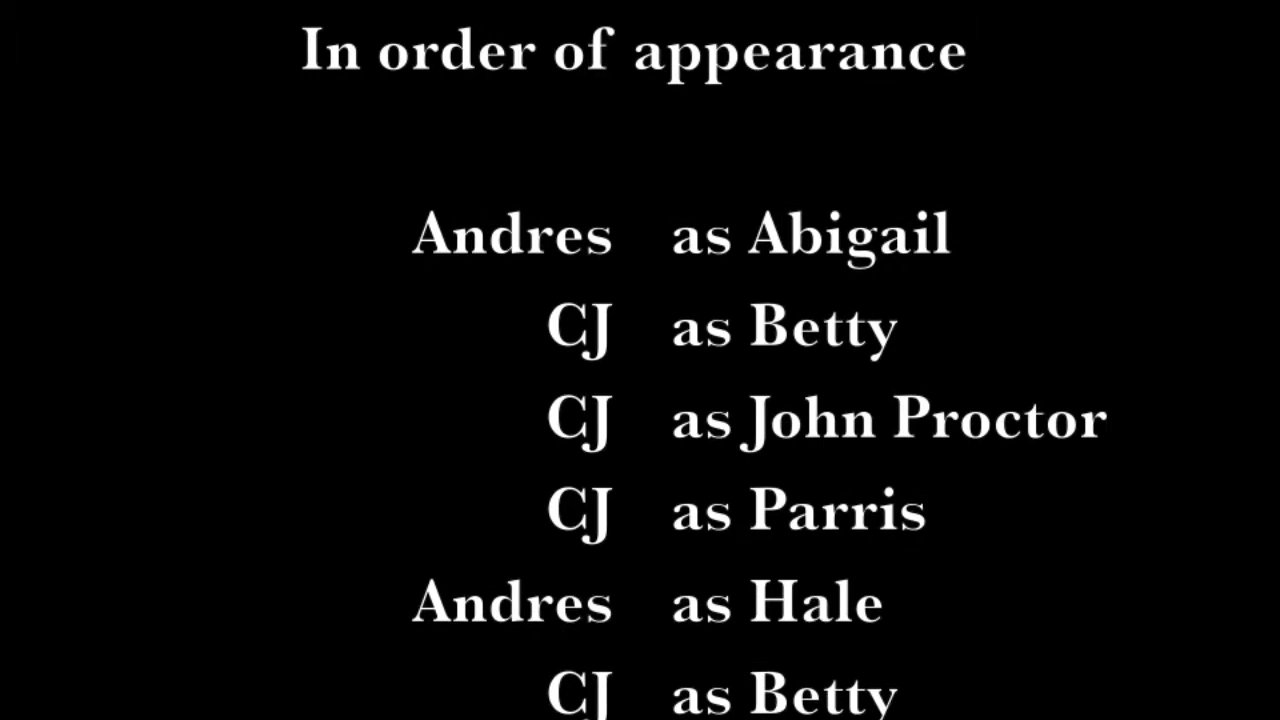 In order of appearance
Andres as Abigail
CJ as Betty
CJ as John Proctor
CJ as Parris
Andres as Hale
CJ as Betty